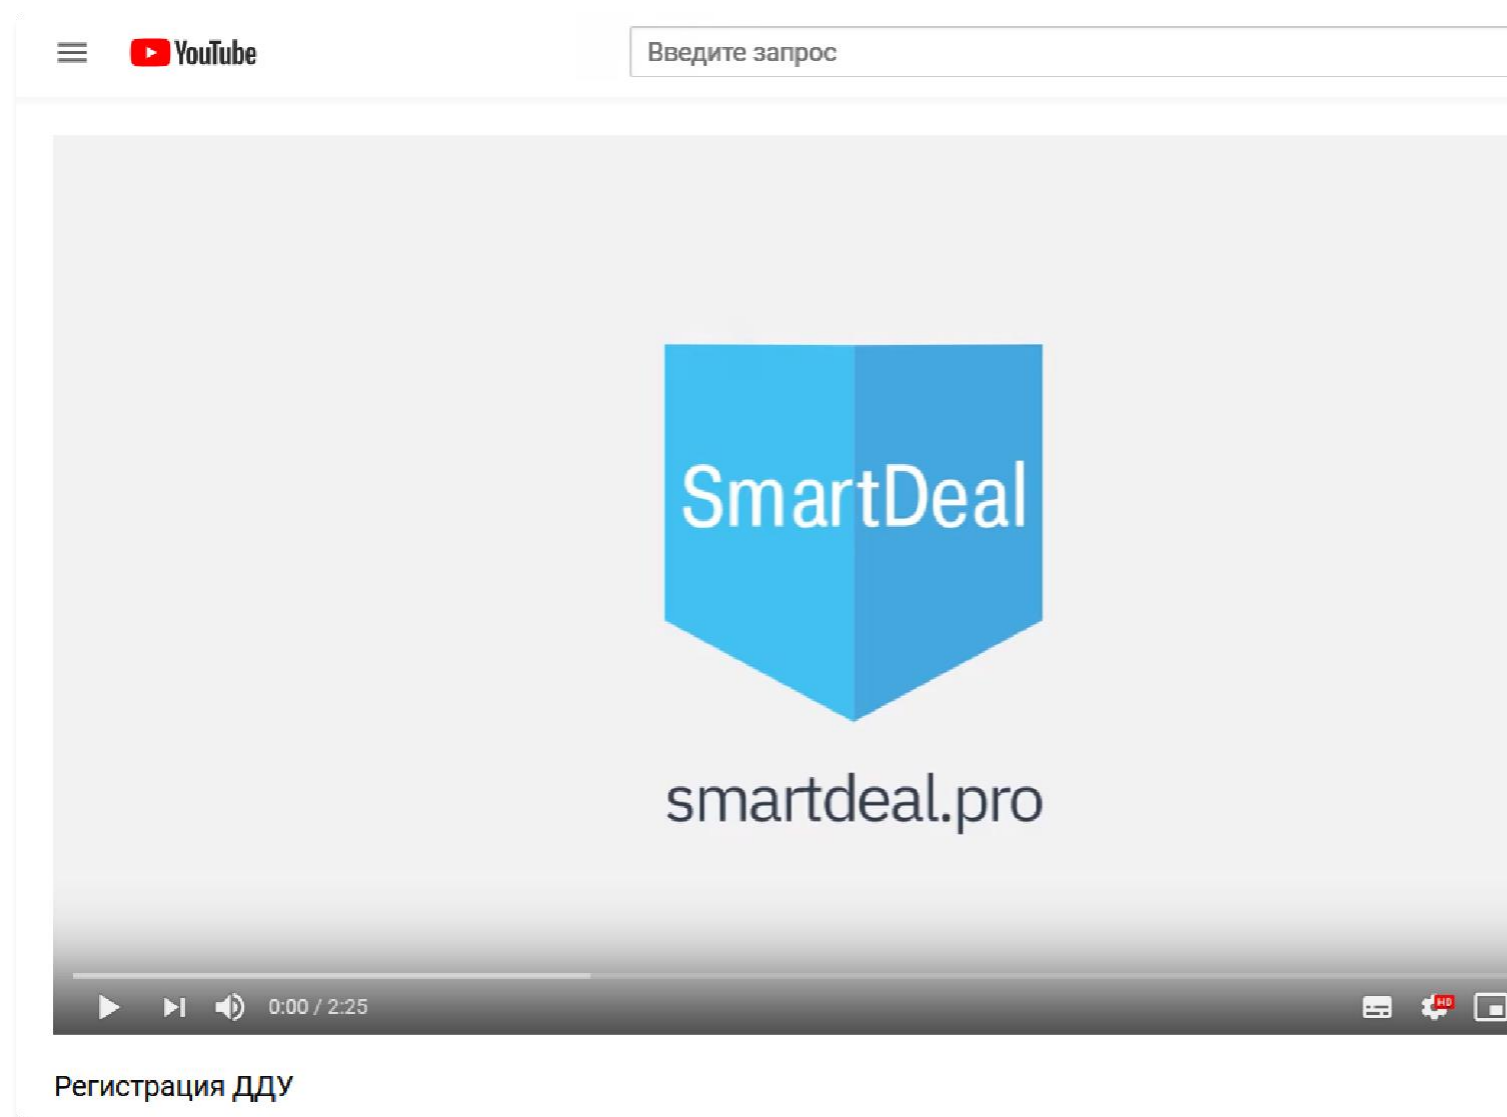 YouTube
Введите запрос
SmartDeal
smartdeal.pro
0:00 / 2:25
HD
Регистрация ДДУ